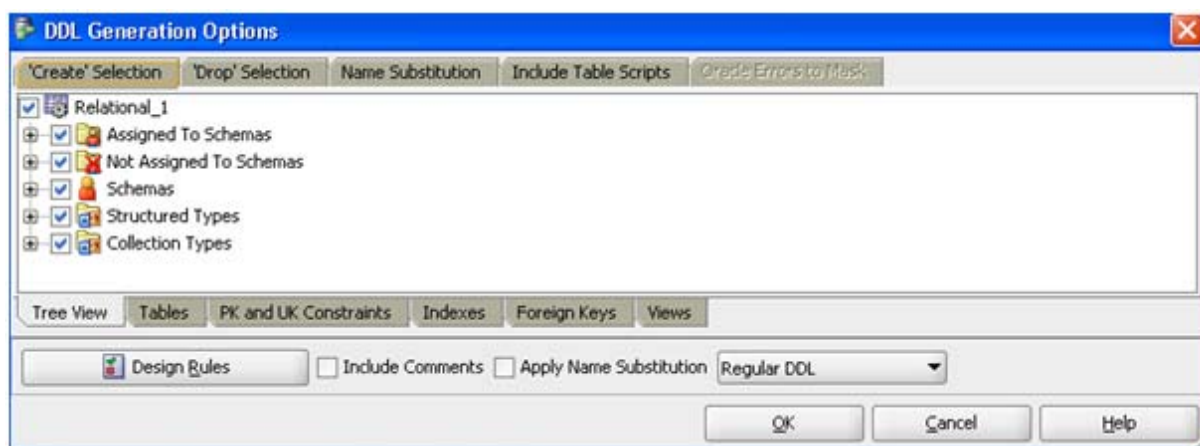 DDL Generation Options
'Create' Selection 'Drop' Selection Name Substitution Include Table Scripts Oracle Errors to Mask
Relational_1
Assigned To Schemas
Not Assigned To Schemas
Schemas
Structured Types
Collection Types
Tree View Tables PK and UK Constraints Indexes Foreign Keys Views
Design Rules Include Comments Apply Name Substitution Regular DDL
OK Cancel Help